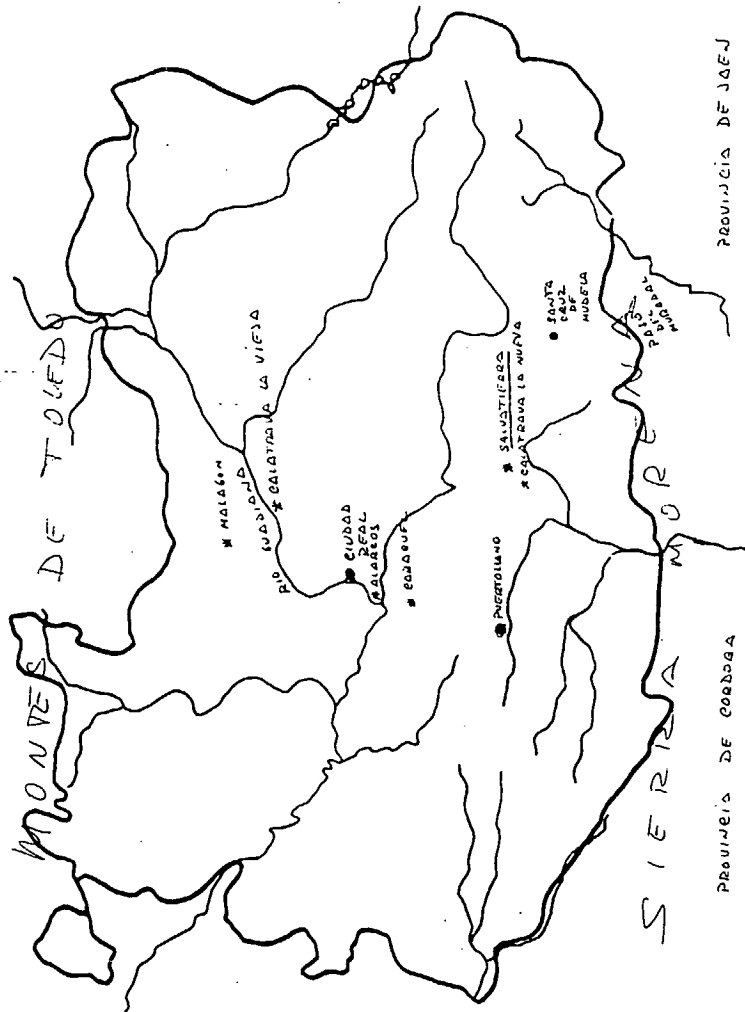 MONTES DE TOLEDO
* MALAGON
RIO GUADIANA
* CALATRAVA LA VIEJA
CIUDAD
REAL
* ALARCOS
* CARAQUEL
PUERTOLLANO
* SALVATIERRA
* CALATRAVA LA NUEVA
SANTA
CRUZ
DE
MUDELA
PASO
DEL
MURADAL
SIERRA MORENA
PROVINCIA DE CORDOBA
PROVINCIA DE JAEN